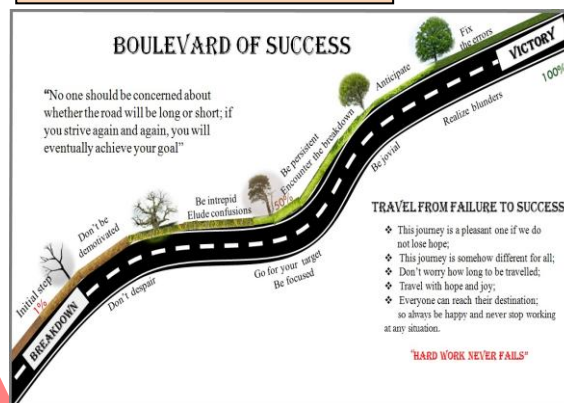 BOULEVARD OF SUCCESS
"No one should be concerned about
whether the road will be long or short; if
you strive again and again, you will
eventually achieve your goal"
BREAKDOWN
Initial step
1%
Don't be
demotivated
Don't despair
Be intrepid
Elude confusions
50%
Go for your target
Be focused
Be persistent
Encounter the breakdown
Anticipate
Be jovial
Fix
the errors
Realize blunders
VICTORY
100%
TRAVEL FROM FAILURE TO SUCCESS
❖ This journey is a pleasant one if we do
not lose hope;
❖ This journey is somehow different for all;
❖ Don't worry how long to be travelled;
❖ Travel with hope and joy;
❖ Everyone can reach their destination;
so always be happy and never stop working
at any situation.
"HARD WORK NEVER FAILS"